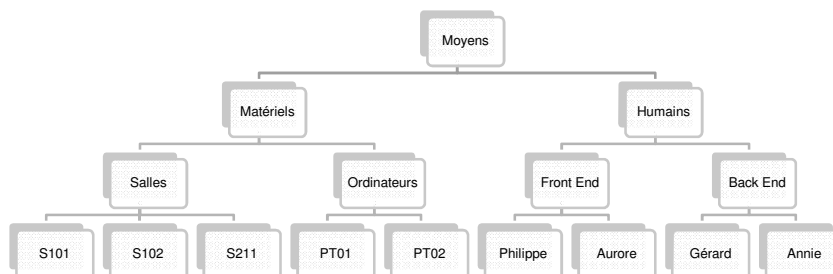 Moyens
Matériels
Humains
Salles
Ordinateurs
Front End
Back End
S101
S102
S211
PT01
PT02
Philippe
Aurore
Gérard
Annie